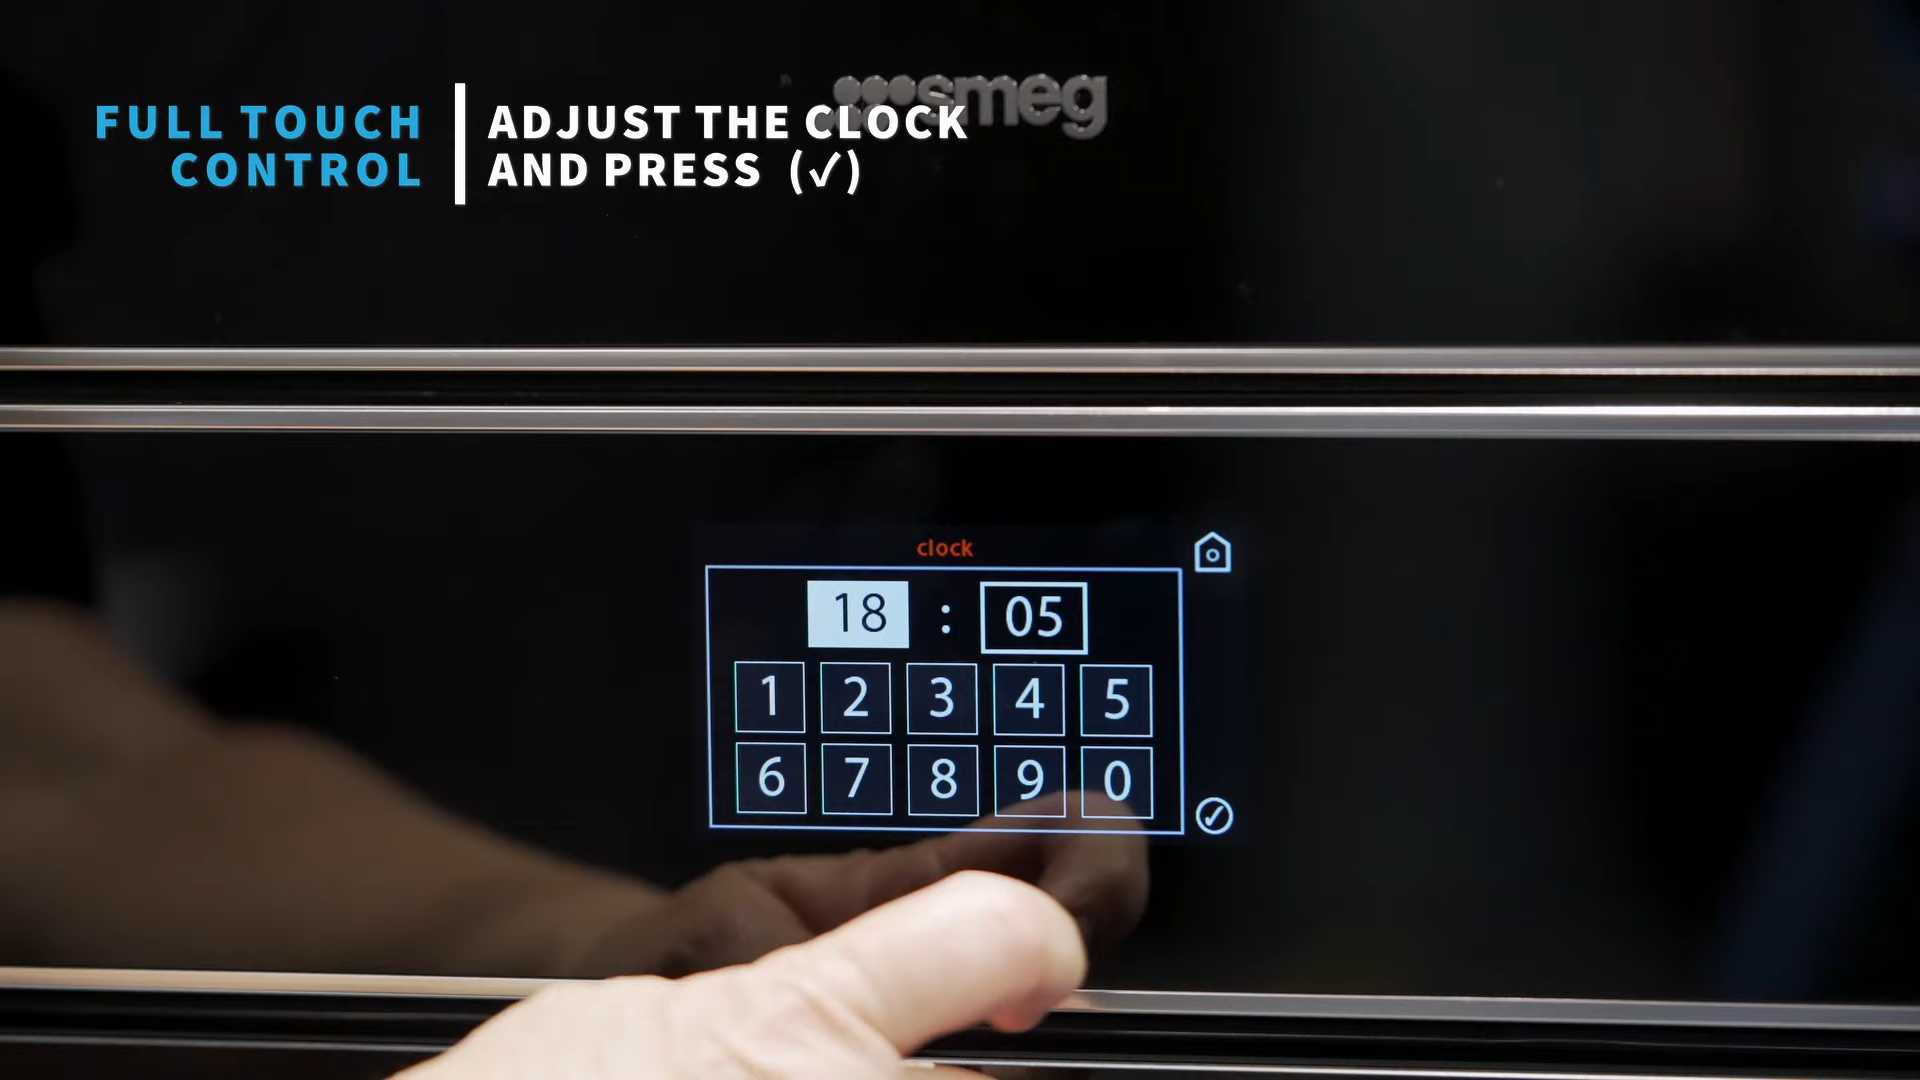 smeg
FULL TOUCH
CONTROL
ADJUST THE CLOCK
AND PRESS (✓)
clock
18 : 05
1 2 3 4 5
6 7 8 9 0